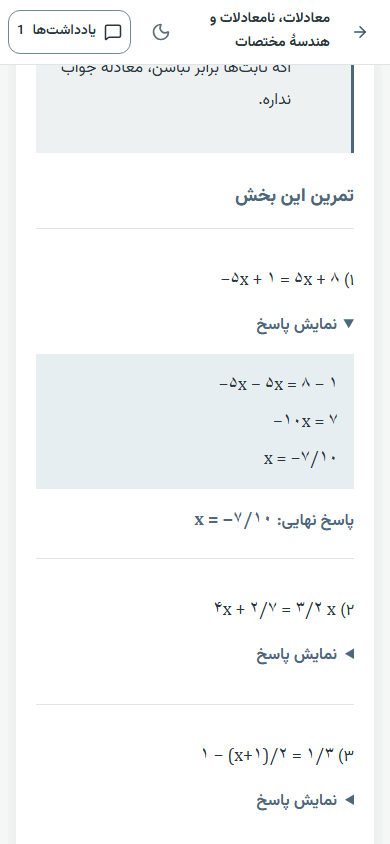 معادلات، نامعادلات و
هندسهٔ مختصات
یادداشت‌ها 1
اگه ثابت‌ها برابر نباشن، معادله جواب
نداره.
تمرین این بخش
۱) −۵x + ۱ = ۵x + ۸
▼ نمایش پاسخ
−۵x − ۵x = ۸ − ۱
−۱۰x = ۷
x = −۷/۱۰
پاسخ نهایی: x = −۷/۱۰
۲) ۴x + ۲/۷ = ۳/۲ x
◀ نمایش پاسخ
۳) ۱ − (x+۱)/۲ = ۱/۳
◀ نمایش پاسخ